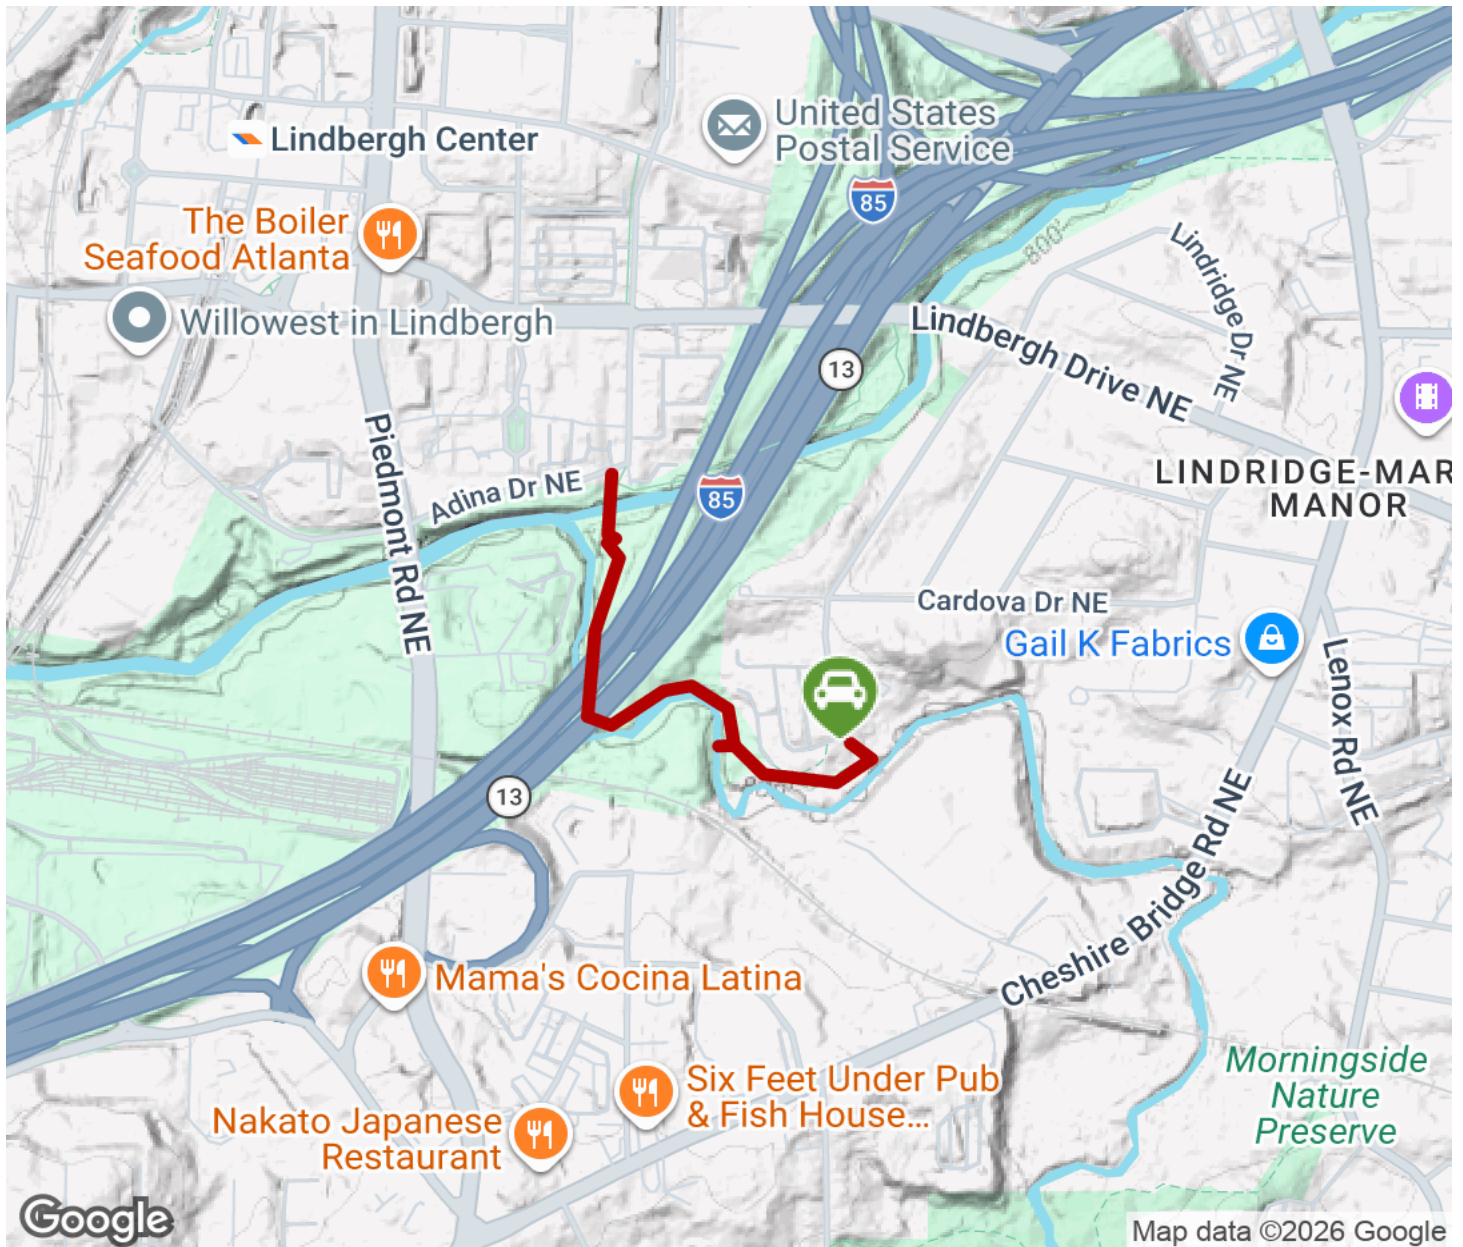 United States
Postal Service
Lindbergh Center
85
The Boiler
Seafood Atlanta
800
Lindridge Dr NE
Willowest in Lindbergh
Lindbergh Drive NE
13
Piedmont Rd NE
Adina Dr NE
85
LINDRIDGE-MAR
MANOR
Cardova Dr NE
Gail K Fabrics
Lenox Rd NE
13
Cheshire Bridge Rd NE
Mama's Cocina Latina
Six Feet Under Pub
& Fish House...
Nakato Japanese
Restaurant
Morningside
Nature
Preserve
Google
Map data ©2026 Google